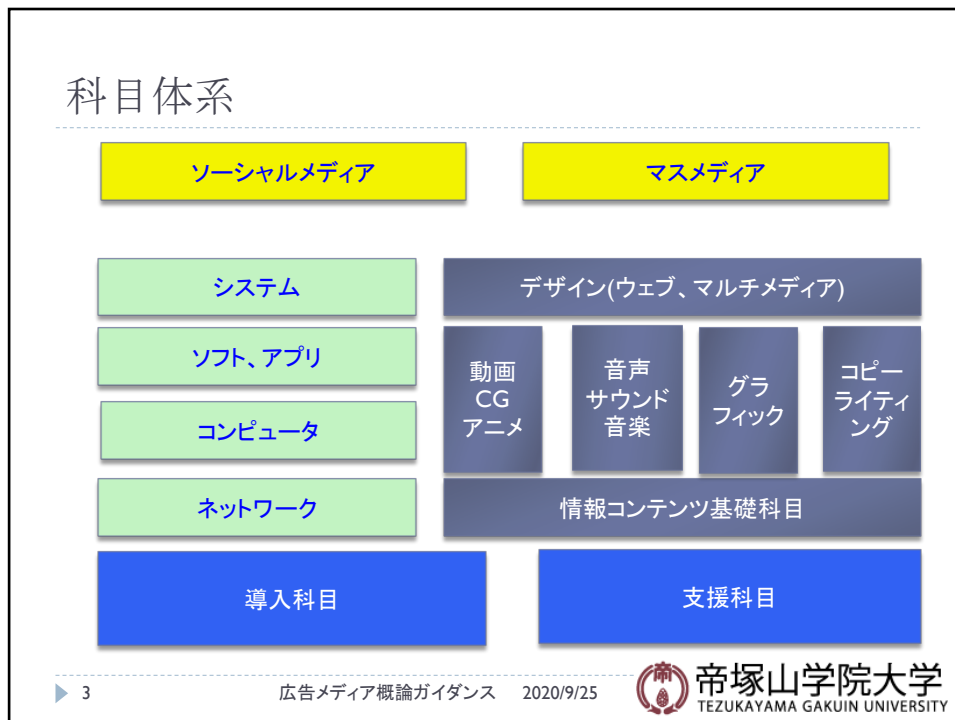 科目体系
ソーシャルメディア
マスメディア
システム
ソフト、アプリ
コンピュータ
ネットワーク
デザイン(ウェブ、マルチメディア)
動画
CG
アニメ
音声
サウンド
音楽
グラ
フィック
コピー
ライティ
ング
情報コンテンツ基礎科目
導入科目
支援科目
3
広告メディア概論ガイダンス 2020/9/25
帝
帝塚山学院大学
TEZUKAYAMA GAKUIN UNIVERSITY